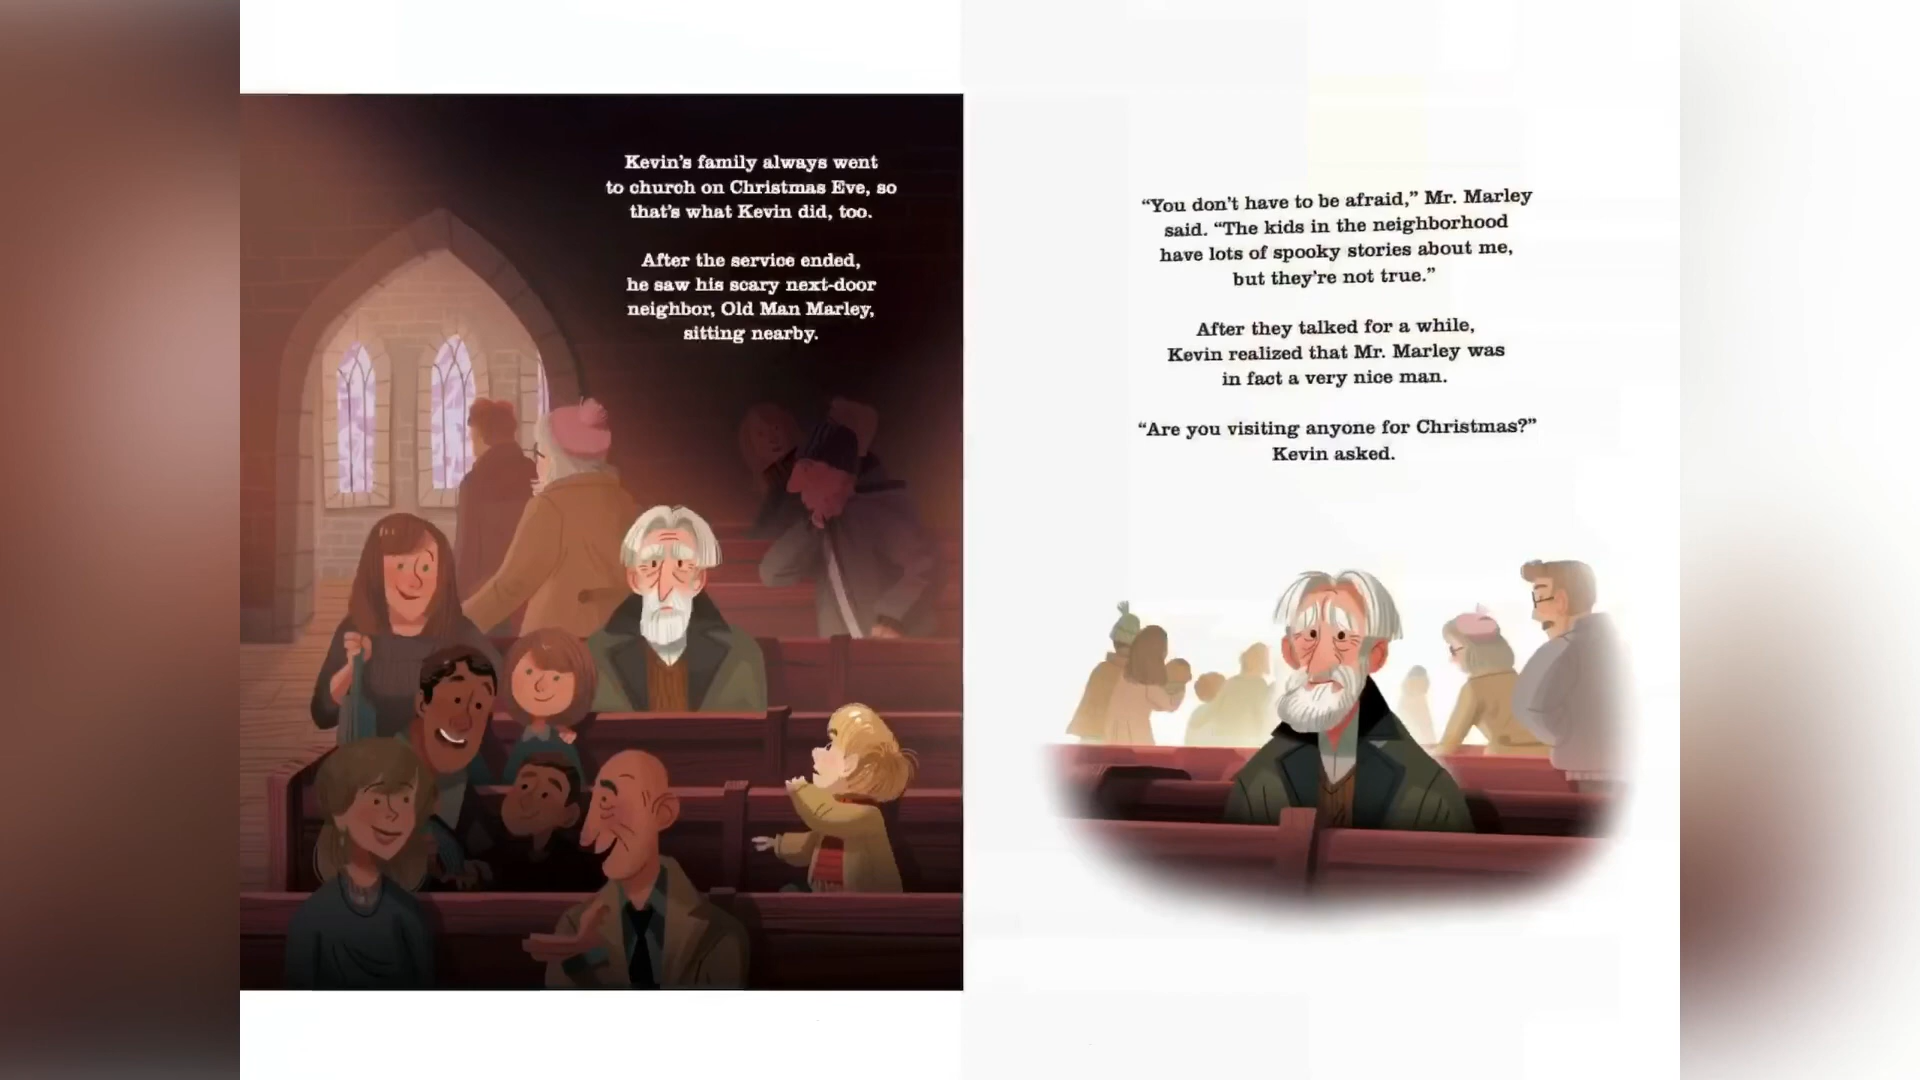 Kevin's family always went
to church on Christmas Eve, so
that's what Kevin did, too.
After the service ended,
he saw his scary next-door
neighbor, Old Man Marley,
sitting nearby.
“You don't have to be afraid,” Mr. Marley
said. “The kids in the neighborhood
have lots of spooky stories about me,
but they're not true.”
After they talked for a while,
Kevin realized that Mr. Marley was
in fact a very nice man.
“Are you visiting anyone for Christmas?”
Kevin asked.